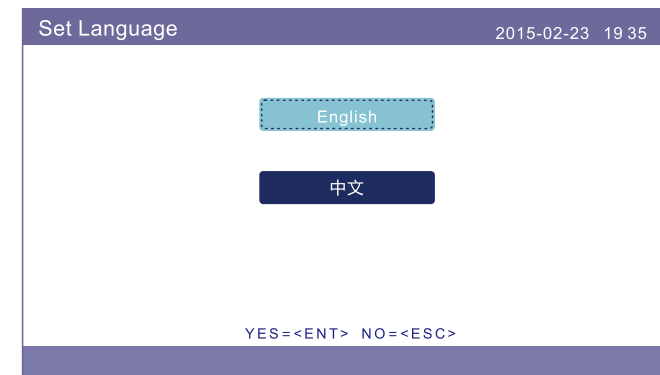 Set Language 2015-02-23 19 35
English
中文
YES=<ENT> NO=<ESC>